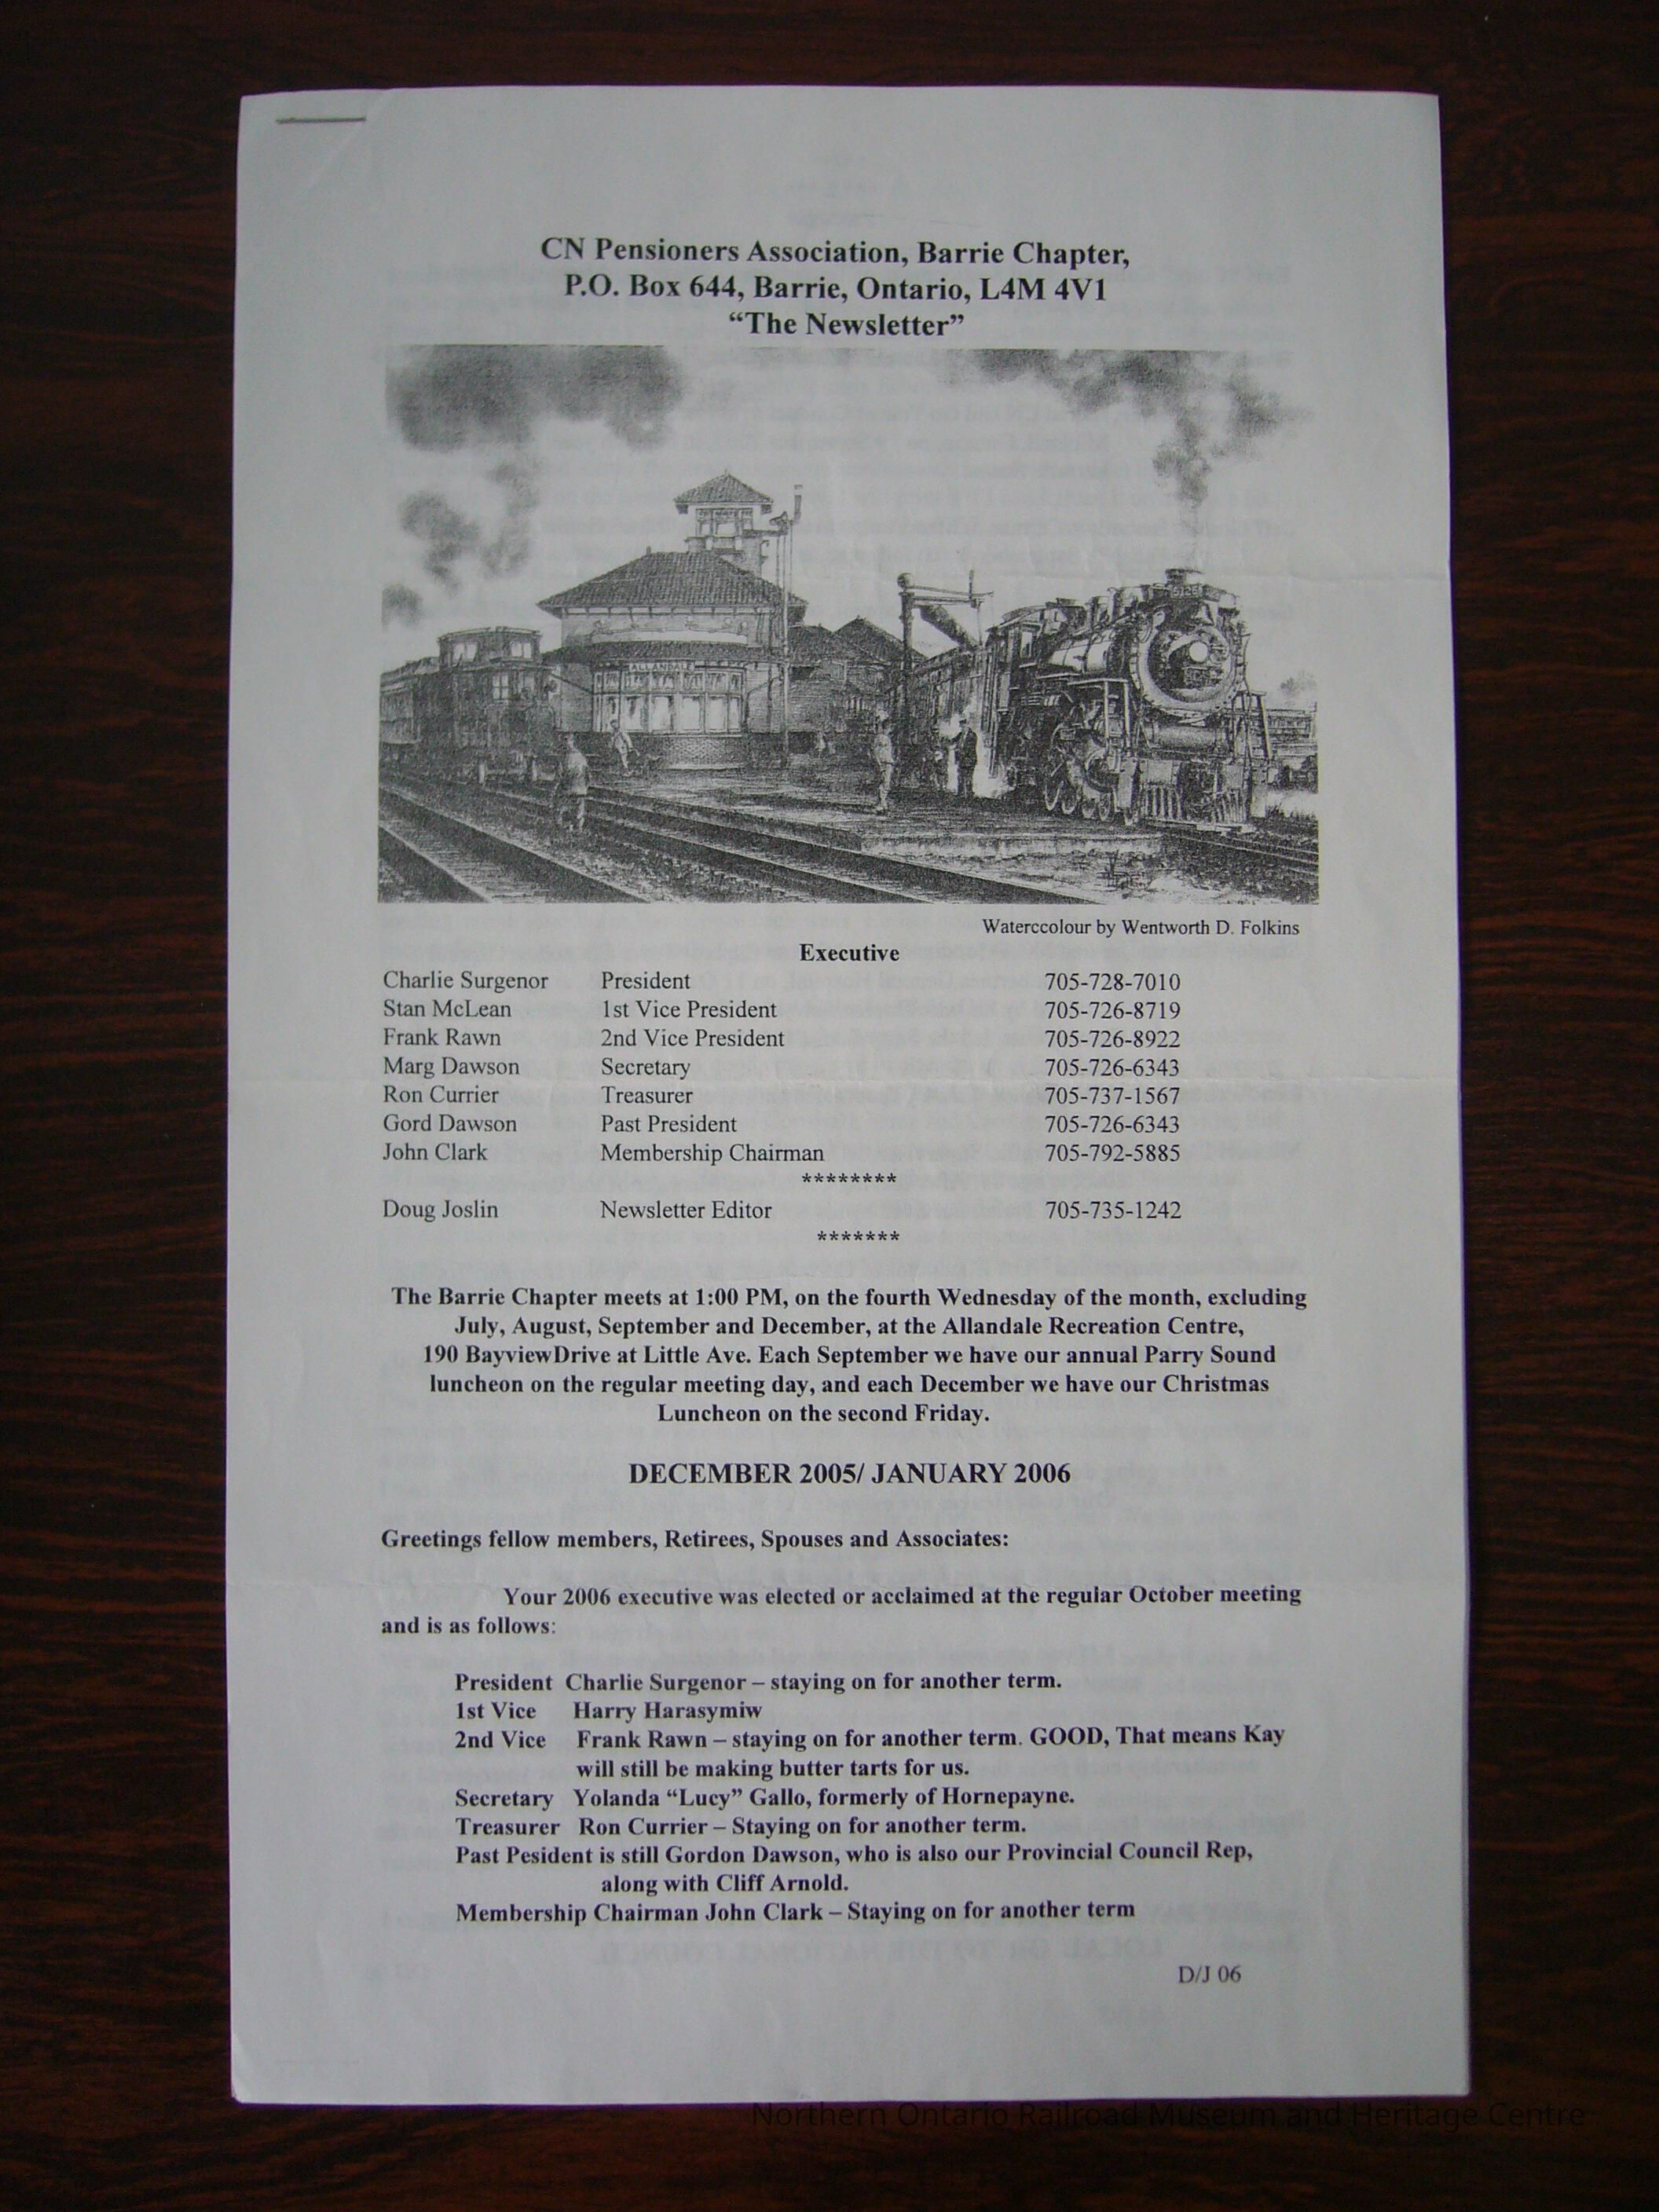 CN Pensioners Association, Barrie Chapter,
P.O. Box 644, Barrie, Ontario, L4M 4V1
“The Newsletter”
ALLANDALE
Waterccolour by Wentworth D. Folkins
Executive
Charlie Surgenor President 705-728-7010
Stan McLean 1st Vice President 705-726-8719
Frank Rawn 2nd Vice President 705-726-8922
Marg Dawson Secretary 705-726-6343
Ron Currier Treasurer 705-737-1567
Gord Dawson Past President 705-726-6343
John Clark Membership Chairman 705-792-5885
********
Doug Joslin Newsletter Editor 705-735-1242
*******
The Barrie Chapter meets at 1:00 PM, on the fourth Wednesday of the month, excluding
July, August, September and December, at the Allandale Recreation Centre,
190 BayviewDrive at Little Ave. Each September we have our annual Parry Sound
luncheon on the regular meeting day, and each December we have our Christmas
Luncheon on the second Friday.
DECEMBER 2005/ JANUARY 2006
Greetings fellow members, Retirees, Spouses and Associates:
Your 2006 executive was elected or acclaimed at the regular October meeting
and is as follows:
President Charlie Surgenor – staying on for another term.
1st Vice Harry Harasymiw
2nd Vice Frank Rawn – staying on for another term. GOOD, That means Kay
will still be making butter tarts for us.
Secretary Yolanda “Lucy” Gallo, formerly of Hornepayne.
Treasurer Ron Currier – Staying on for another term.
Past Pesident is still Gordon Dawson, who is also our Provincial Council Rep,
along with Cliff Arnold.
Membership Chairman John Clark – Staying on for another term
D/J 06
Northern Ontario Railroad Museum and Heritage Centre